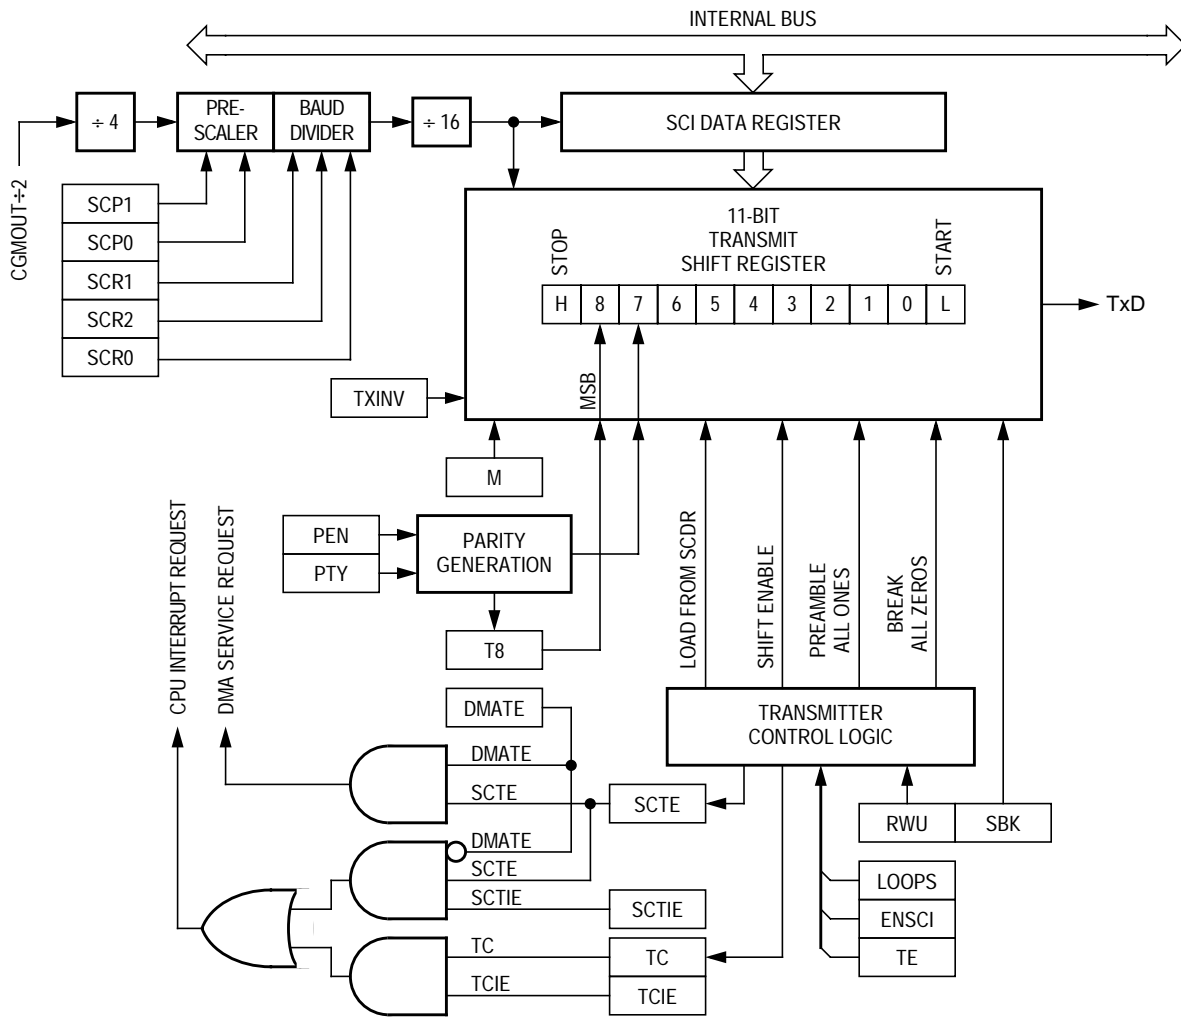 INTERNAL BUS
÷ 4
PRE-
SCALER
BAUD
DIVIDER
÷ 16
SCI DATA REGISTER
CGMOUT÷2
SCP1
SCP0
SCR1
SCR2
SCR0
11-BIT
TRANSMIT
SHIFT REGISTER
STOP
START
H 8 7 6 5 4 3 2 1 0 L
TxD
TXINV
MSB
M
PEN
PTY
PARITY
GENERATION
T8
LOAD FROM SCDR
SHIFT ENABLE
PREAMBLE
ALL ONES
BREAK
ALL ZEROS
CPU INTERRUPT REQUEST
DMA SERVICE REQUEST
DMATE
TRANSMITTER
CONTROL LOGIC
DMATE
SCTE
SCTE
RWU
SBK
DMATE
SCTE
SCTIE
SCTIE
LOOPS
ENSCI
TE
TC
TC
TCIE
TCIE